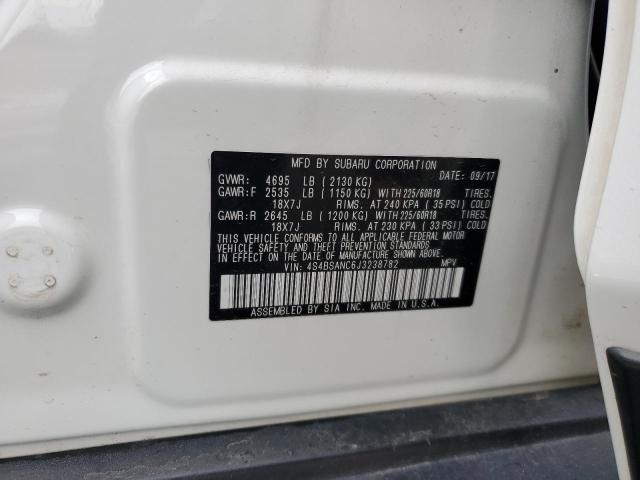 MFD BY SUBARU CORPORATION
GVWR: 4695 LB ( 2130 KG) DATE: 09/17
GAWR:F 2535 LB ( 1150 KG) WITH 225/60R18 TIRES.
18X7J RIMS. AT 240 KPA ( 35 PSI) COLD
GAWR:R 2645 LB ( 1200 KG) WITH 225/60R18 TIRES.
18X7J RIMS. AT 230 KPA ( 33 PSI) COLD
THIS VEHICLE CONFORMS TO ALL APPLICABLE FEDERAL MOTOR
VEHICLE SAFETY, BUMPER, AND THEFT PREVENTION
STANDARDS IN EFFECT ON THE DATE OF MANUFACTURE SHOWN ABOVE.
VIN: 4S4BSANC6J3238782 MPV
ASSEMBLED BY SIA INC. MADE IN U.S.A.